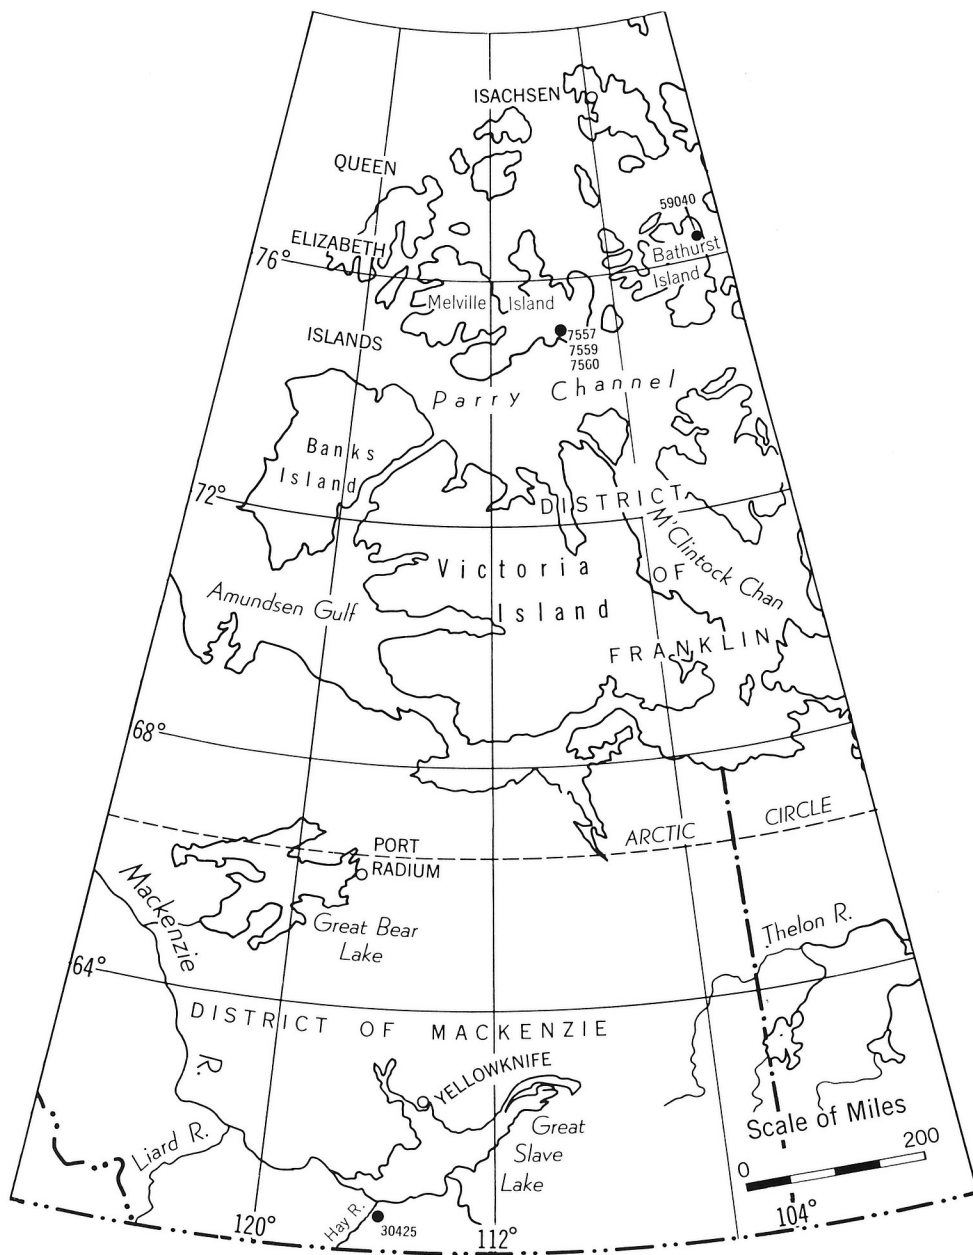 ISACHSEN
QUEEN
59040
ELIZABETH
Bathurst
76°
Island
Melville Island
ISLANDS
7557
7559
7560
Parry Channel
Banks
Island
72°
DISTRICT
M'Clintock Chan
Victoria
OF
Amundsen Gulf
Island
FRANKLIN
68°
ARCTIC CIRCLE
PORT
RADIUM
Mackenzie
Great Bear
Lake
Thelon R.
64°
DISTRICT OF MACKENZIE
R.
YELLOWKNIFE
Scale of Miles
Liard R.
Great
Slave
Lake
0 200
Hay R.
30425
120°
112°
104°